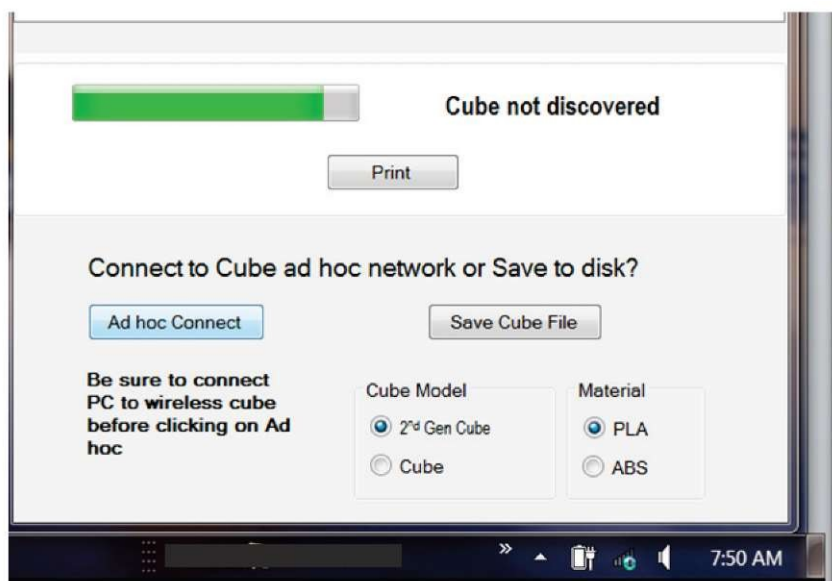 Cube not discovered
Print
Connect to Cube ad hoc network or Save to disk?
Ad hoc Connect
Save Cube File
Be sure to connect
PC to wireless cube
before clicking on Ad
hoc
Cube Model
2nd Gen Cube
Cube
Material
PLA
ABS
7:50 AM